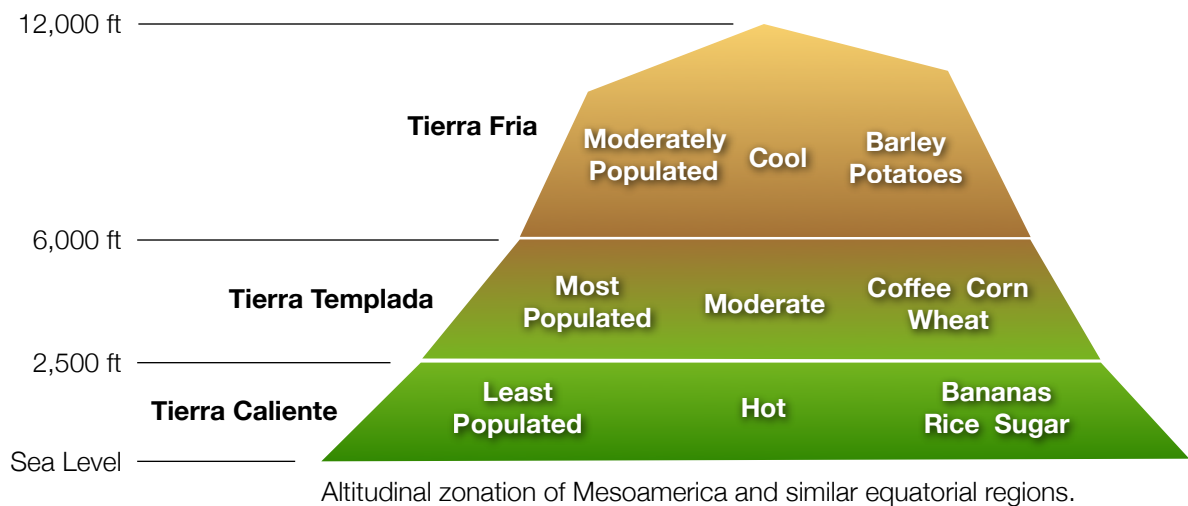 12,000 ft
Tierra Fria
Moderately
Populated
Cool
Barley
Potatoes
6,000 ft
Tierra Templada
Most
Populated
Moderate
Coffee Corn
Wheat
2,500 ft
Tierra Caliente
Least
Populated
Hot
Bananas
Rice Sugar
Sea Level
Altitudinal zonation of Mesoamerica and similar equatorial regions.